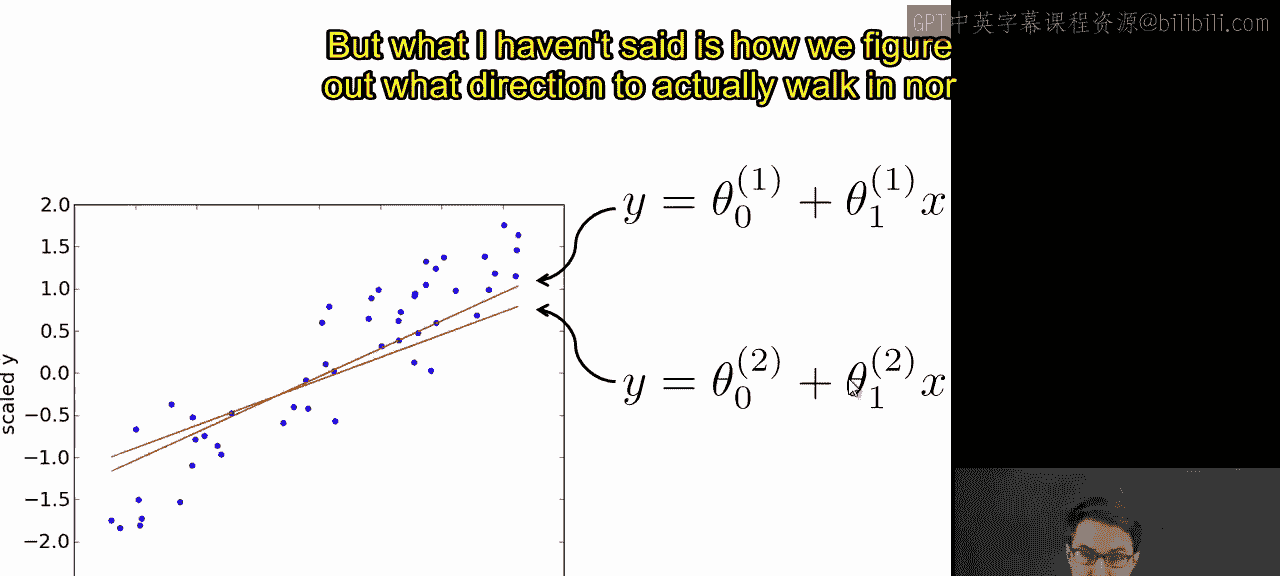 GPT中英字幕课程资源@bilibili.com
But what I haven't said is how we figure
out what direction to actually walk in nor
y = θ₀⁽¹⁾ + θ₁⁽¹⁾x
y = θ₀⁽²⁾ + θ₁⁽²⁾x
2.0
1.5
1.0
0.5
0.0
−0.5
−1.0
−1.5
−2.0
scaled y